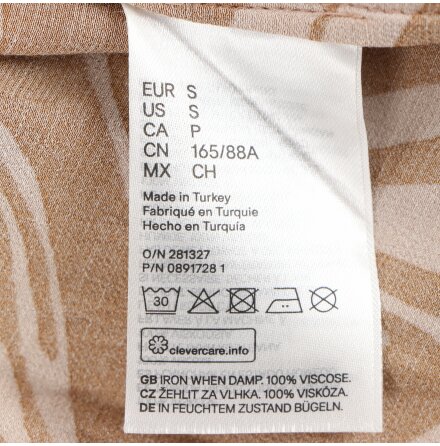 EUR S
US S
CA P
CN 165/88A
MX CH
Made in Turkey
Fabriqué en Turquie
Hecho en Turquía
O/N 281327
P/N 0891728 1
30
clevercare.info
GB IRON WHEN DAMP. 100% VISCOSE.
CZ ŽEHLIT ZA VLHKA. 100% VISKÓZA.
DE IN FEUCHTEM ZUSTAND BÜGELN.